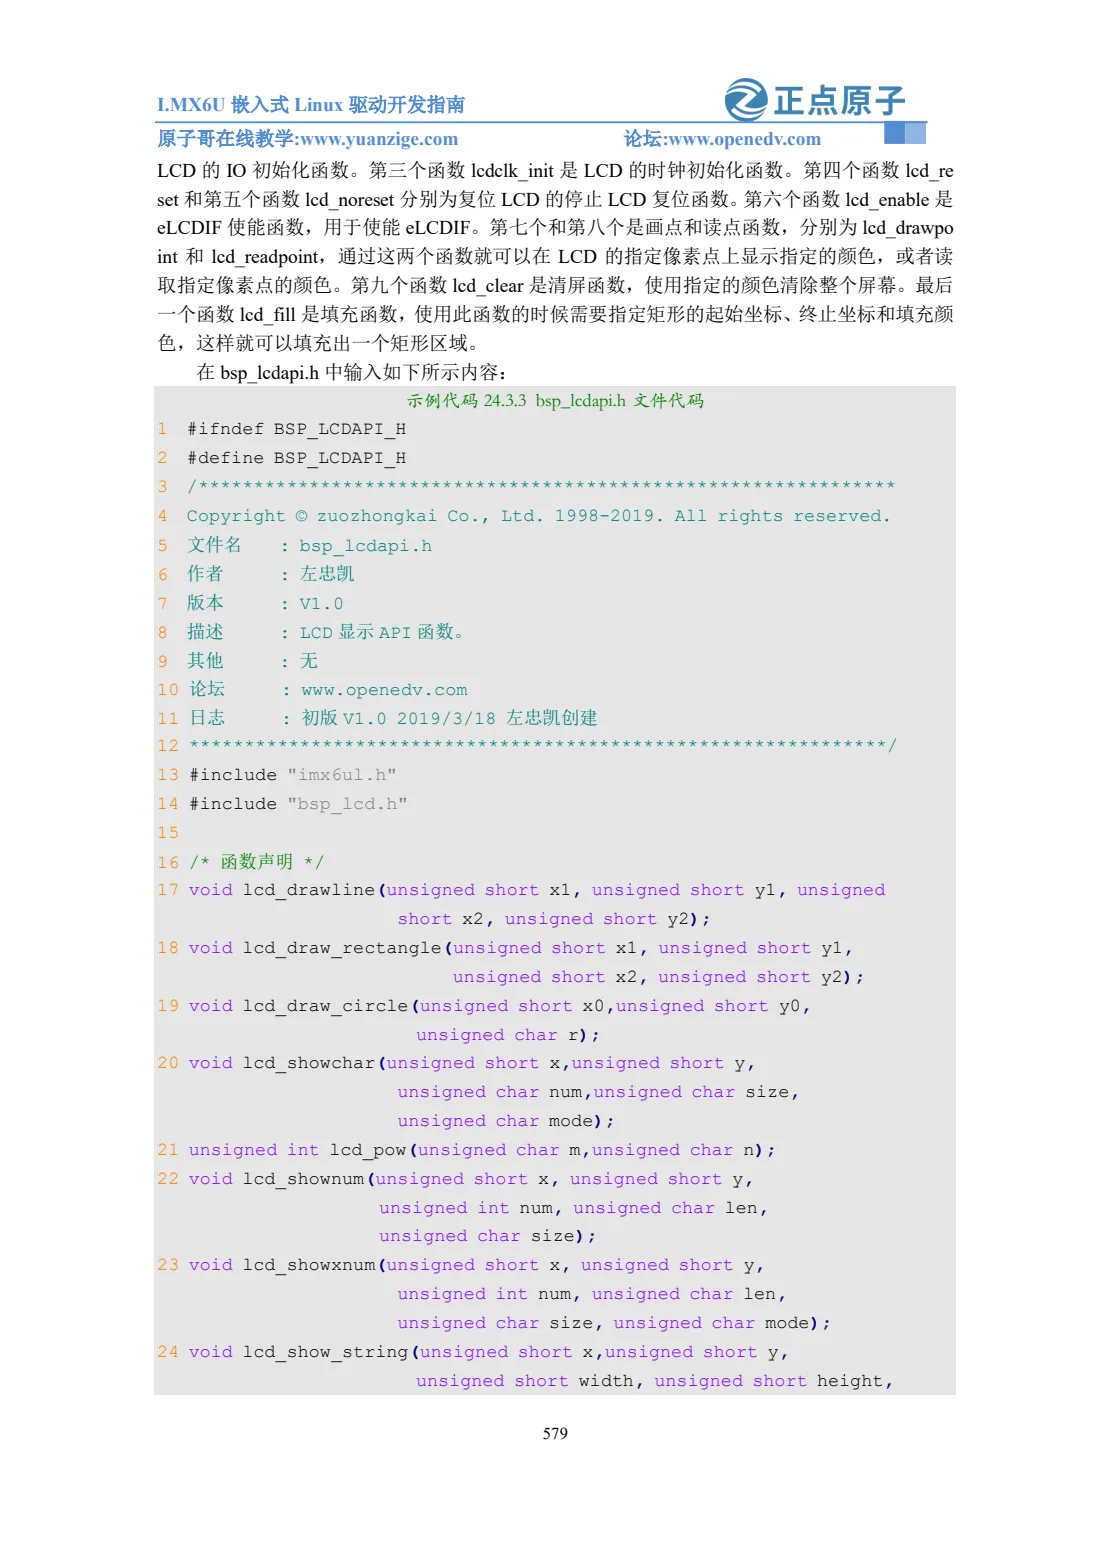 I.MX6U 嵌入式 Linux 驱动开发指南
正点原子
原子哥在线教学:www.yuanzige.com 论坛:www.openedv.com
LCD 的 IO 初始化函数。第三个函数 lcdclk_init 是 LCD 的时钟初始化函数。第四个函数 lcd_re
set 和第五个函数 lcd_noreset 分别为复位 LCD 的停止 LCD 复位函数。第六个函数 lcd_enable 是
eLCDIF 使能函数，用于使能 eLCDIF。第七个和第八个是画点和读点函数，分别为 lcd_drawpo
int 和 lcd_readpoint，通过这两个函数就可以在 LCD 的指定像素点上显示指定的颜色，或者读
取指定像素点的颜色。第九个函数 lcd_clear 是清屏函数，使用指定的颜色清除整个屏幕。最后
一个函数 lcd_fill 是填充函数，使用此函数的时候需要指定矩形的起始坐标、终止坐标和填充颜
色，这样就可以填充出一个矩形区域。
在 bsp_lcdapi.h 中输入如下所示内容：
示例代码 24.3.3 bsp_lcdapi.h 文件代码
1 #ifndef BSP_LCDAPI_H
2 #define BSP_LCDAPI_H
3 /****************************************************************
4 Copyright © zuozhongkai Co., Ltd. 1998-2019. All rights reserved.
5 文件名 : bsp_lcdapi.h
6 作者 : 左忠凯
7 版本 : V1.0
8 描述 : LCD 显示 API 函数。
9 其他 : 无
10 论坛 : www.openedv.com
11 日志 : 初版 V1.0 2019/3/18 左忠凯创建
12 ****************************************************************/
13 #include "imx6ul.h"
14 #include "bsp_lcd.h"
15
16 /* 函数声明 */
17 void lcd_drawline(unsigned short x1, unsigned short y1, unsigned
short x2, unsigned short y2);
18 void lcd_draw_rectangle(unsigned short x1, unsigned short y1,
unsigned short x2, unsigned short y2);
19 void lcd_draw_circle(unsigned short x0,unsigned short y0,
unsigned char r);
20 void lcd_showchar(unsigned short x,unsigned short y,
unsigned char num,unsigned char size,
unsigned char mode);
21 unsigned int lcd_pow(unsigned char m,unsigned char n);
22 void lcd_shownum(unsigned short x, unsigned short y,
unsigned int num, unsigned char len,
unsigned char size);
23 void lcd_showxnum(unsigned short x, unsigned short y,
unsigned int num, unsigned char len,
unsigned char size, unsigned char mode);
24 void lcd_show_string(unsigned short x,unsigned short y,
unsigned short width, unsigned short height,
579